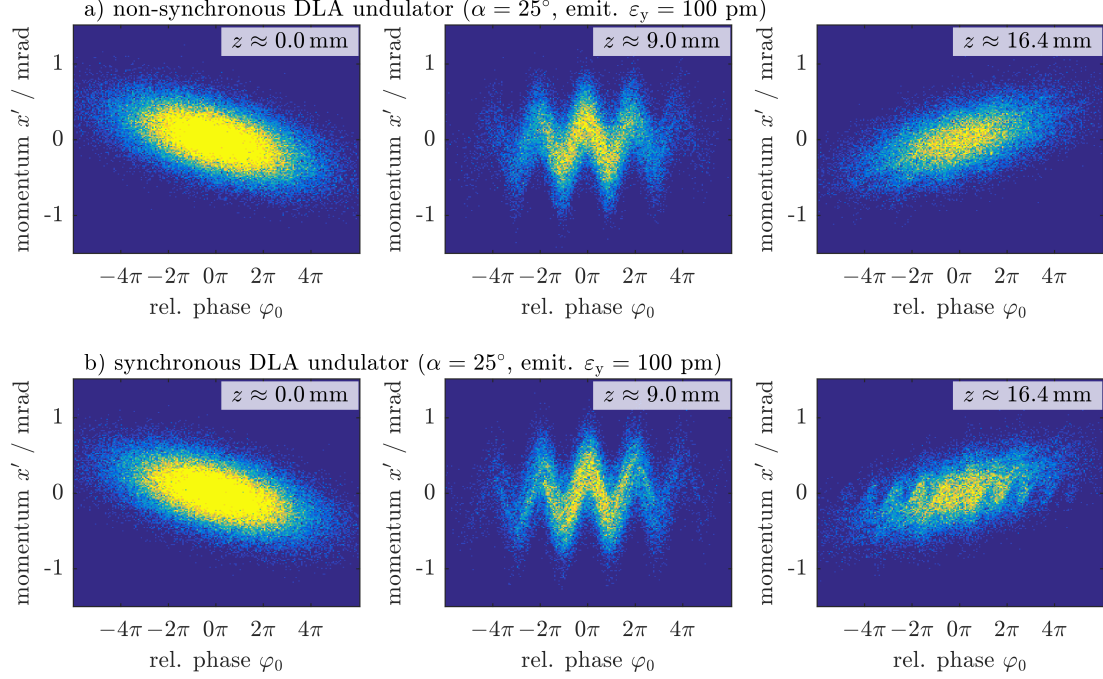 a) non-synchronous DLA undulator (α = 25°, emit. εy = 100 pm)
z ≈ 0.0 mm
z ≈ 9.0 mm
z ≈ 16.4 mm
momentum x′ / mrad
momentum x′ / mrad
momentum x′ / mrad
1
0
-1
1
0
-1
1
0
-1
−4π −2π 0π 2π 4π
−4π −2π 0π 2π 4π
−4π −2π 0π 2π 4π
rel. phase φ0
rel. phase φ0
rel. phase φ0
b) synchronous DLA undulator (α = 25°, emit. εy = 100 pm)
z ≈ 0.0 mm
z ≈ 9.0 mm
z ≈ 16.4 mm
momentum x′ / mrad
momentum x′ / mrad
momentum x′ / mrad
1
0
-1
1
0
-1
1
0
-1
−4π −2π 0π 2π 4π
−4π −2π 0π 2π 4π
−4π −2π 0π 2π 4π
rel. phase φ0
rel. phase φ0
rel. phase φ0